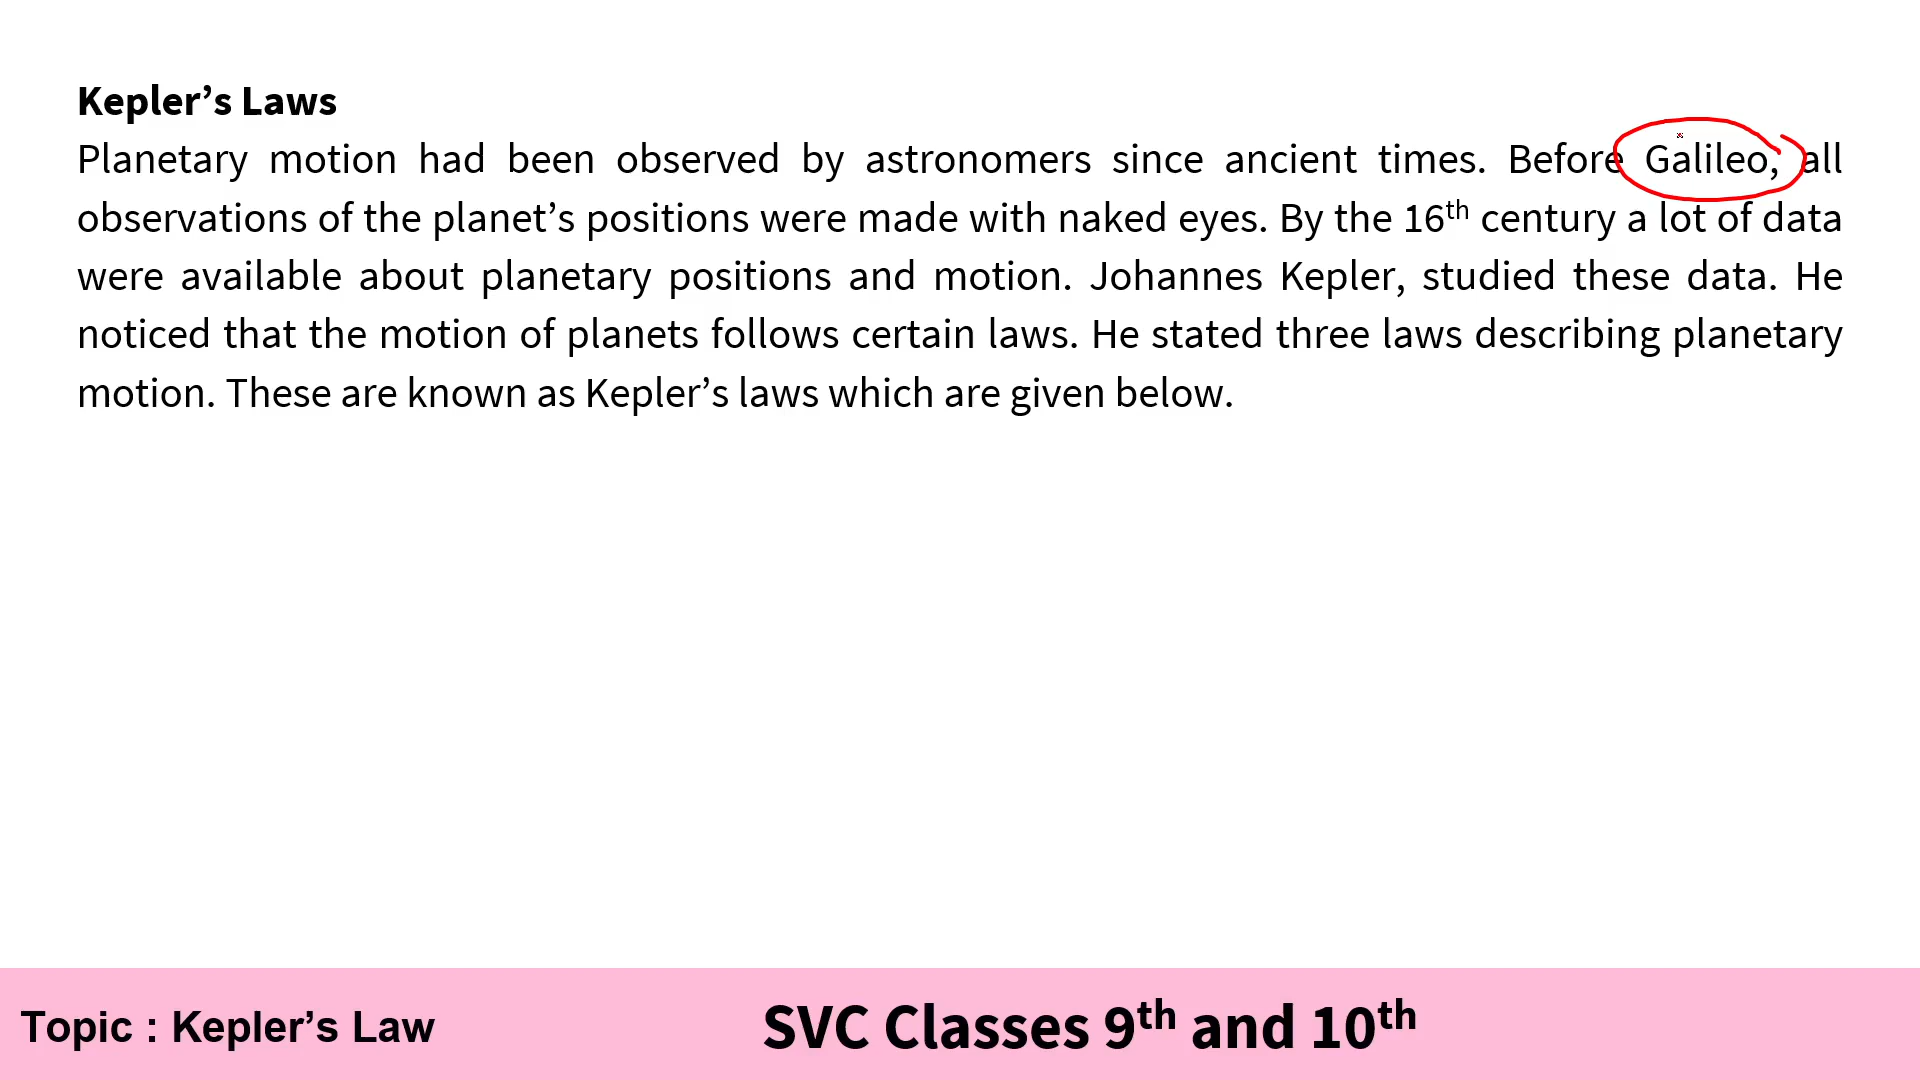 Kepler’s Laws
Planetary motion had been observed by astronomers since ancient times. Before Galileo, all
observations of the planet’s positions were made with naked eyes. By the 16th century a lot of data
were available about planetary positions and motion. Johannes Kepler, studied these data. He
noticed that the motion of planets follows certain laws. He stated three laws describing planetary
motion. These are known as Kepler’s laws which are given below.
Topic : Kepler’s Law
SVC Classes 9th and 10th